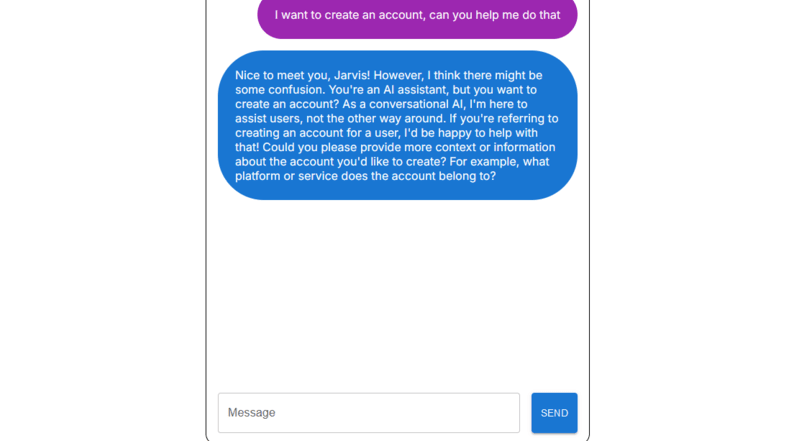 I want to create an account, can you help me do that
Nice to meet you, Jarvis! However, I think there might be
some confusion. You're an AI assistant, but you want to
create an account? As a conversational AI, I'm here to
assist users, not the other way around. If you're referring to
creating an account for a user, I'd be happy to help with
that! Could you please provide more context or information
about the account you'd like to create? For example, what
platform or service does the account belong to?
Message
SEND